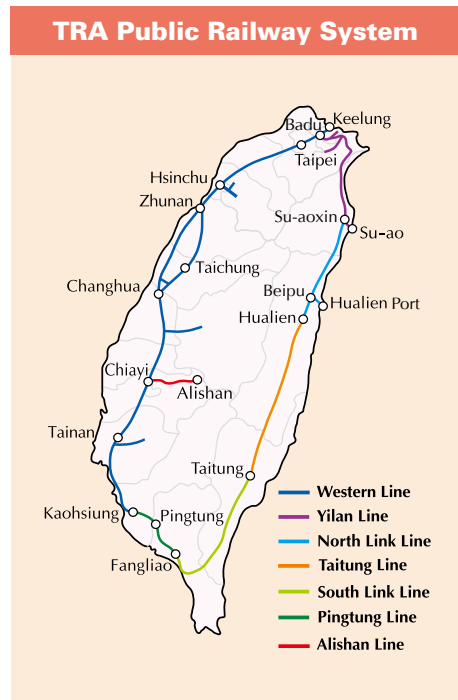 TRA Public Railway System
Keelung
Badu
Taipei
Hsinchu
Zhunan
Su-aoxin
Su-ao
Taichung
Changhua
Beipu
Hualien Port
Hualien
Chiayi
Alishan
Tainan
Taitung
Kaohsiung
Pingtung
Fangliao
Western Line
Yilan Line
North Link Line
Taitung Line
South Link Line
Pingtung Line
Alishan Line